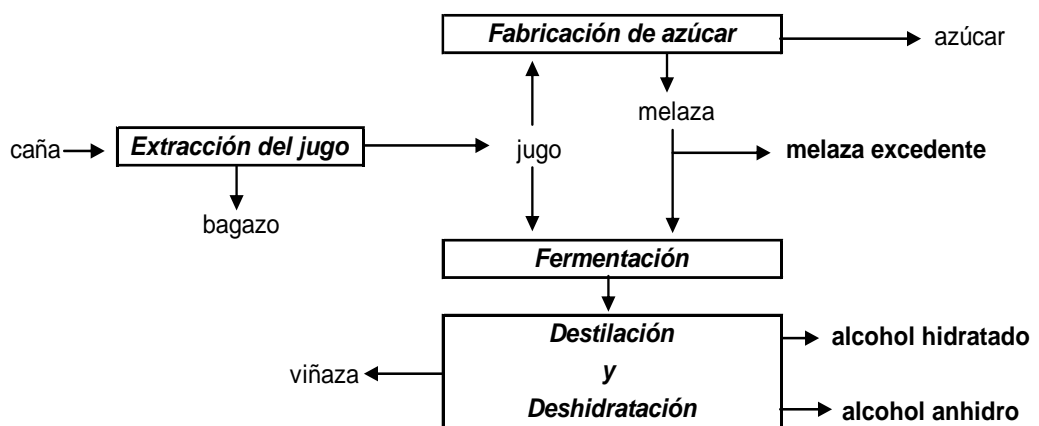 Fabricación de azúcar
azúcar
melaza
caña
Extracción del jugo
jugo
melaza excedente
bagazo
Fermentación
Destilación
y
Deshidratación
alcohol hidratado
viñaza
alcohol anhidro